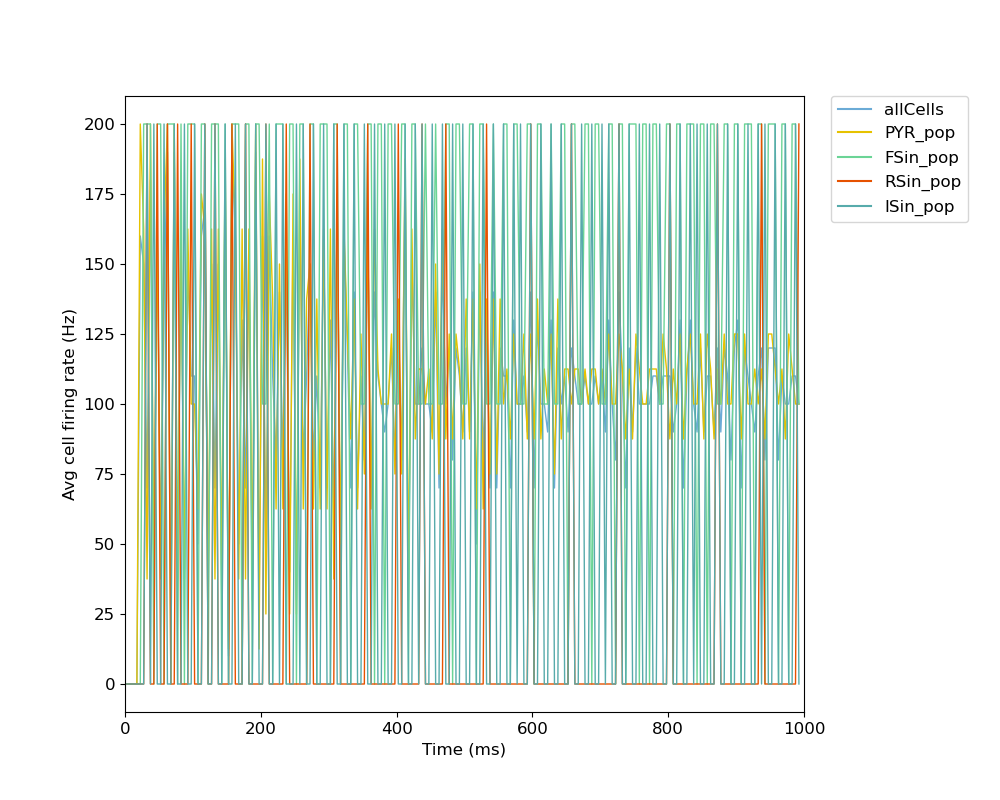 200
175
150
125
100
75
50
25
0
Avg cell firing rate (Hz)
0 200 400 600 800 1000
Time (ms)
allCells
PYR_pop
FSin_pop
RSin_pop
ISin_pop